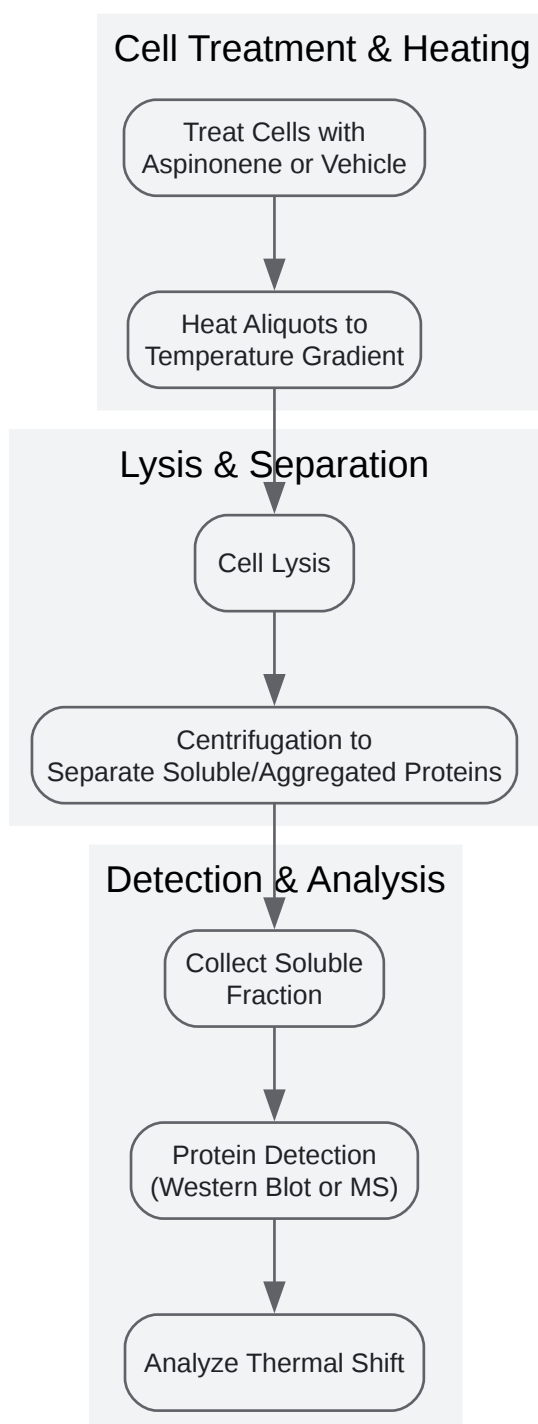 Cell Treatment & Heating
Treat Cells with
Aspinonene or Vehicle
Heat Aliquots to
Temperature Gradient
Lysis & Separation
Cell Lysis
Centrifugation to
Separate Soluble/Aggregated Proteins
Detection & Analysis
Collect Soluble
Fraction
Protein Detection
(Western Blot or MS)
Analyze Thermal Shift